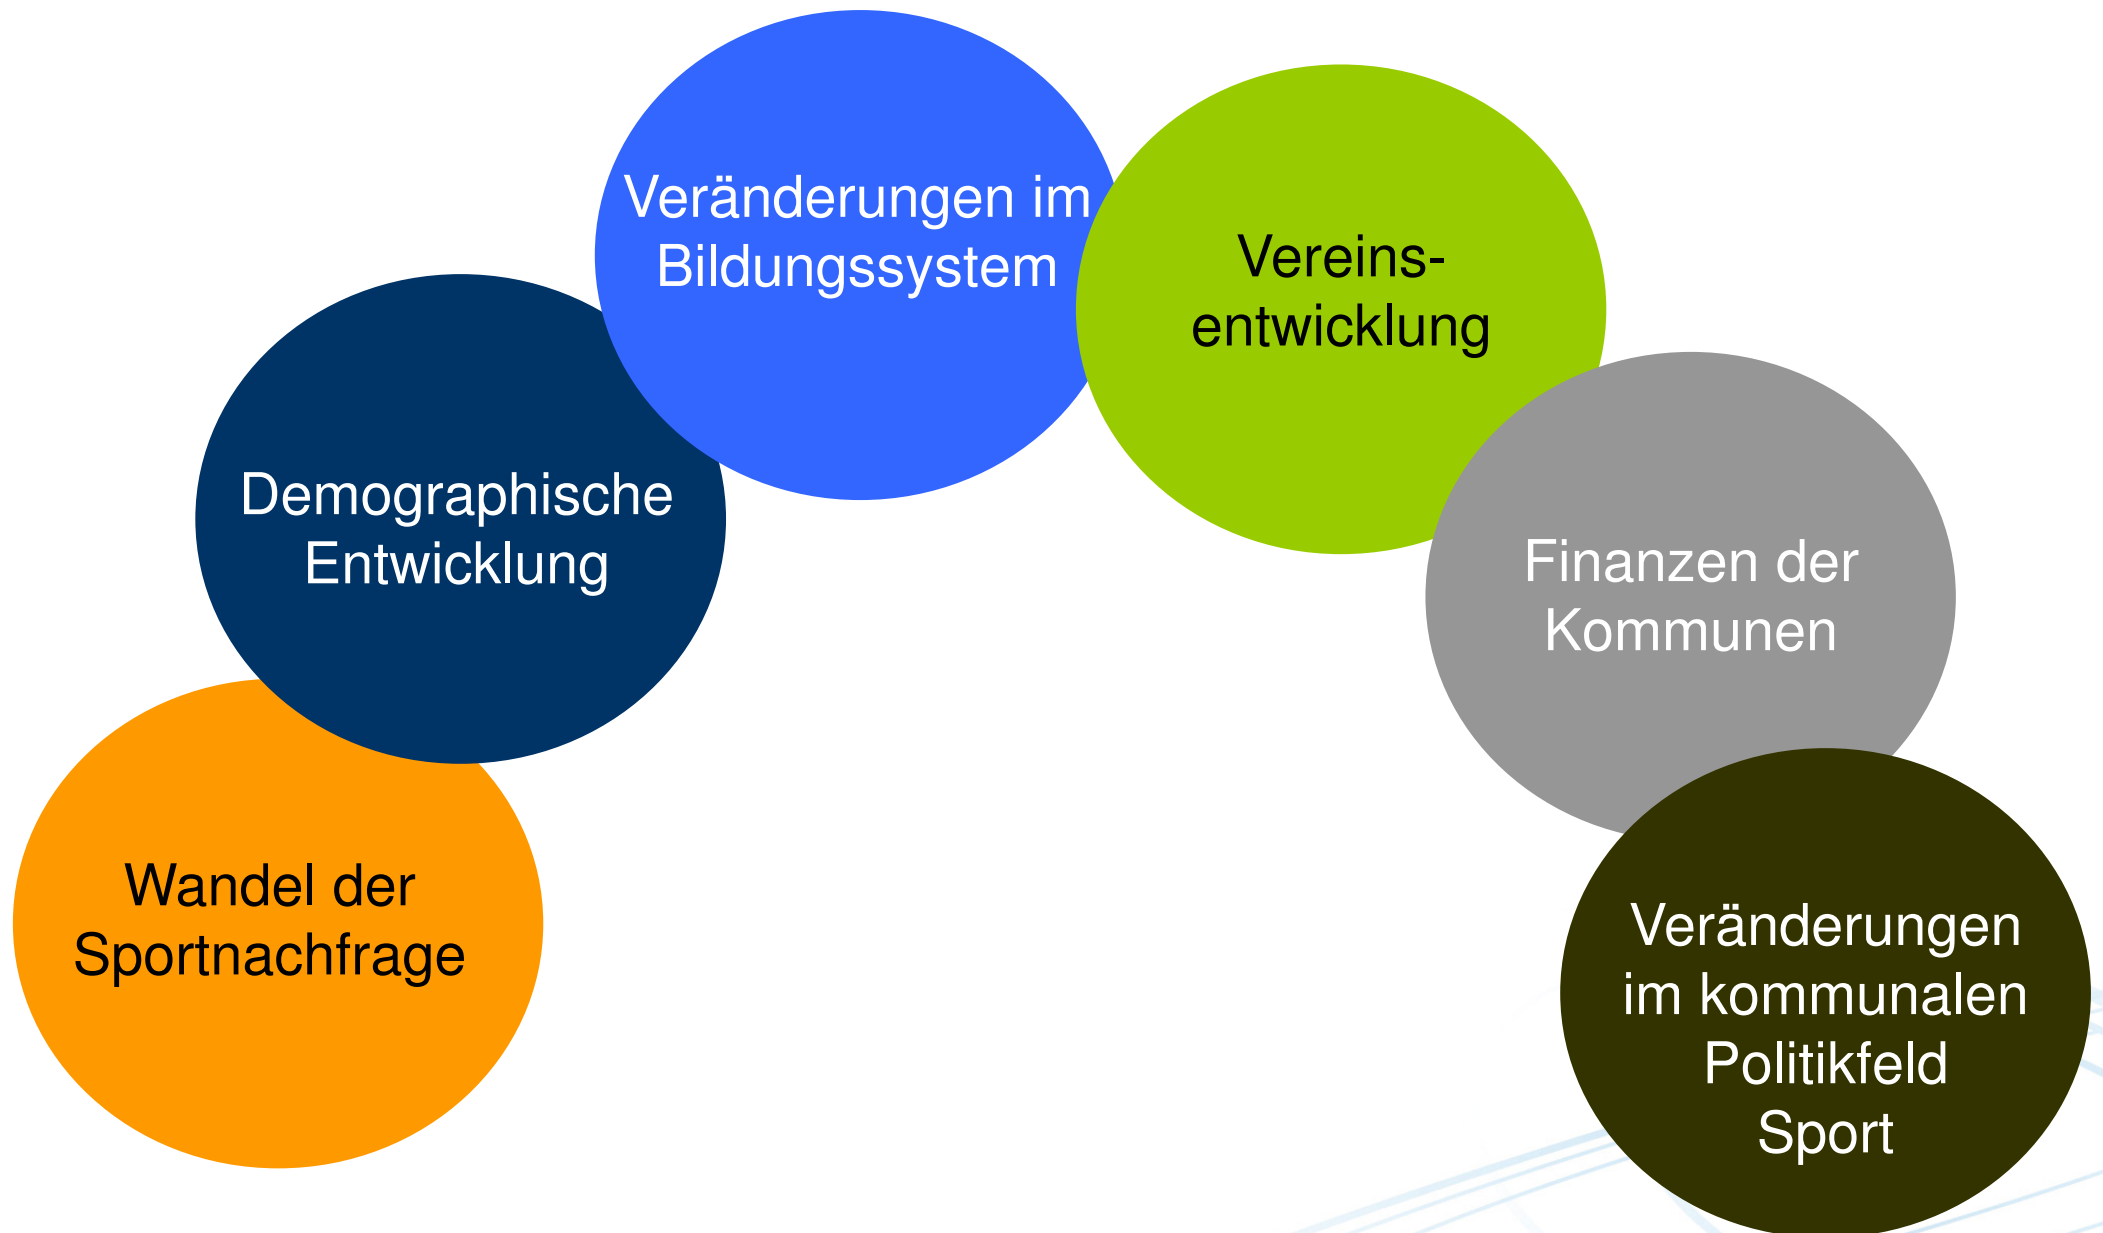 Wandel der
Sportnachfrage
Demographische
Entwicklung
Veränderungen im
Bildungssystem
Vereins-
entwicklung
Finanzen der
Kommunen
Veränderungen
im kommunalen
Politikfeld
Sport